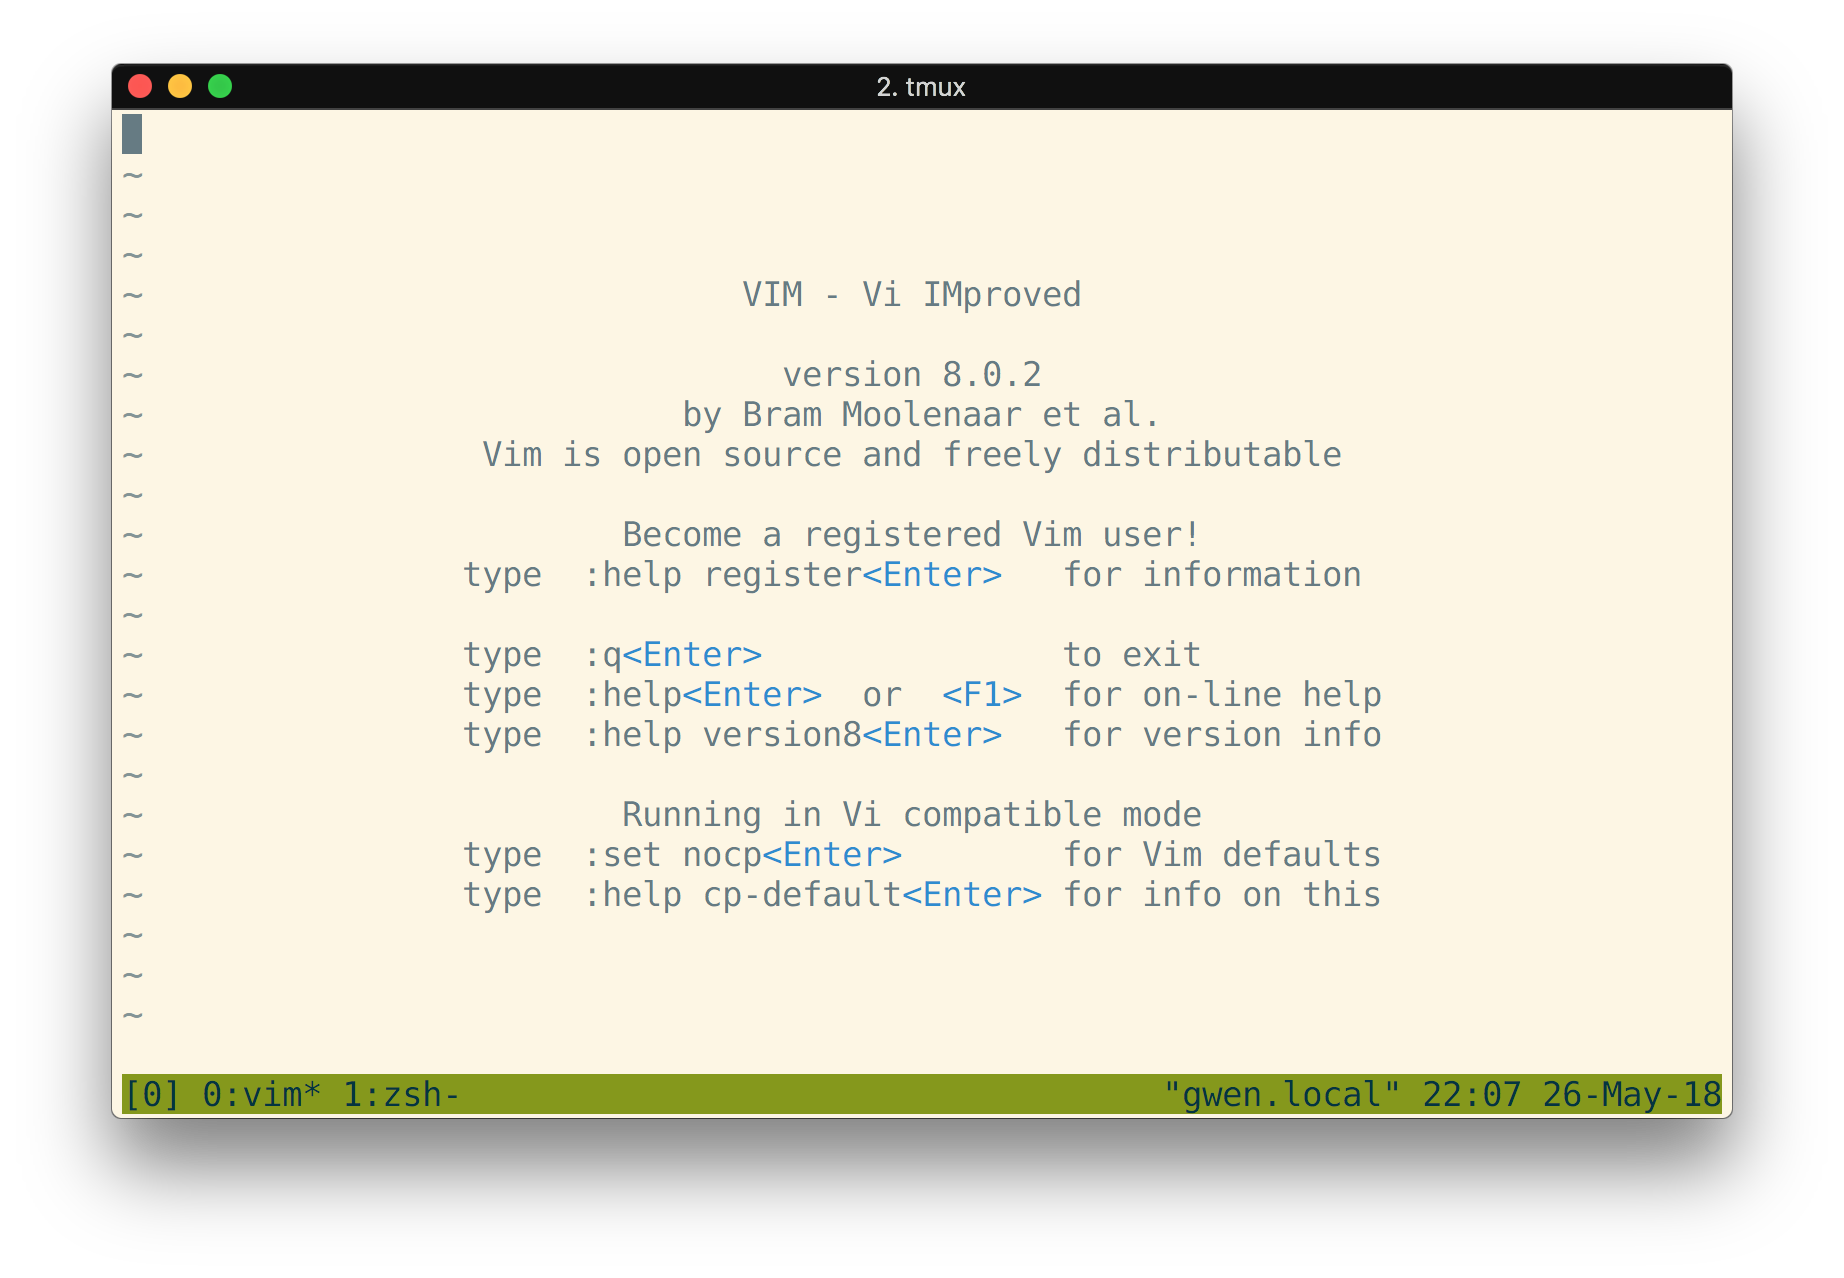 2. tmux
~
~
~
~ VIM - Vi IMproved
~
~ version 8.0.2
~ by Bram Moolenaar et al.
~ Vim is open source and freely distributable
~
~ Become a registered Vim user!
~ type  :help register<Enter>   for information
~
~ type  :q<Enter>               to exit
~ type  :help<Enter>  or  <F1>  for on-line help
~ type  :help version8<Enter>   for version info
~
~ Running in Vi compatible mode
~ type  :set nocp<Enter>        for Vim defaults
~ type  :help cp-default<Enter> for info on this
~
~
~
[0] 0:vim* 1:zsh- "gwen.local" 22:07 26-May-18